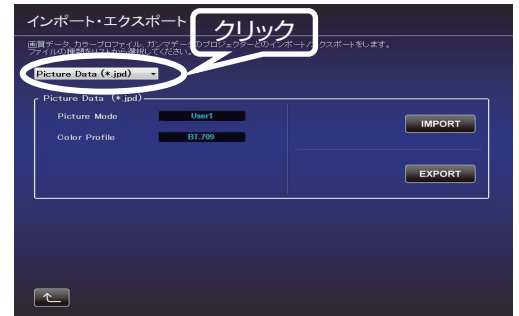 インポート・エクスポート
クリック
画質データ、カラープロファイル、ガンマデータのプロジェクターとのインポート/エクスポートをします。
ファイルの種類をリストから選択してください。
Picture Data (*.jpd)
Picture Data (*.jpd)
Picture Mode User1
IMPORT
Color Profile BT.709
EXPORT